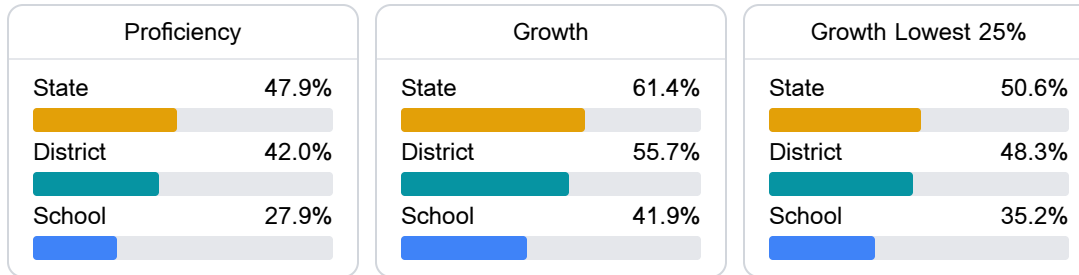 Proficiency
State 47.9%
District 42.0%
School 27.9%
Growth
State 61.4%
District 55.7%
School 41.9%
Growth Lowest 25%
State 50.6%
District 48.3%
School 35.2%